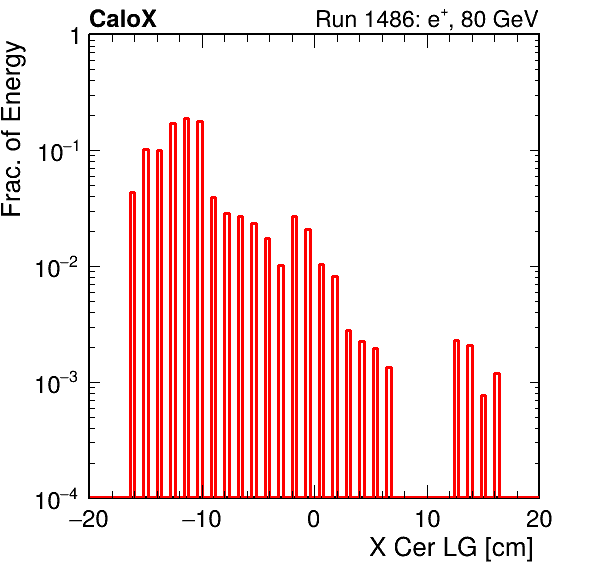 CaloX Run 1486: e⁺, 80 GeV
Frac. of Energy
1
10⁻¹
10⁻²
10⁻³
10⁻⁴
−20 −10 0 10 20
X Cer LG [cm]